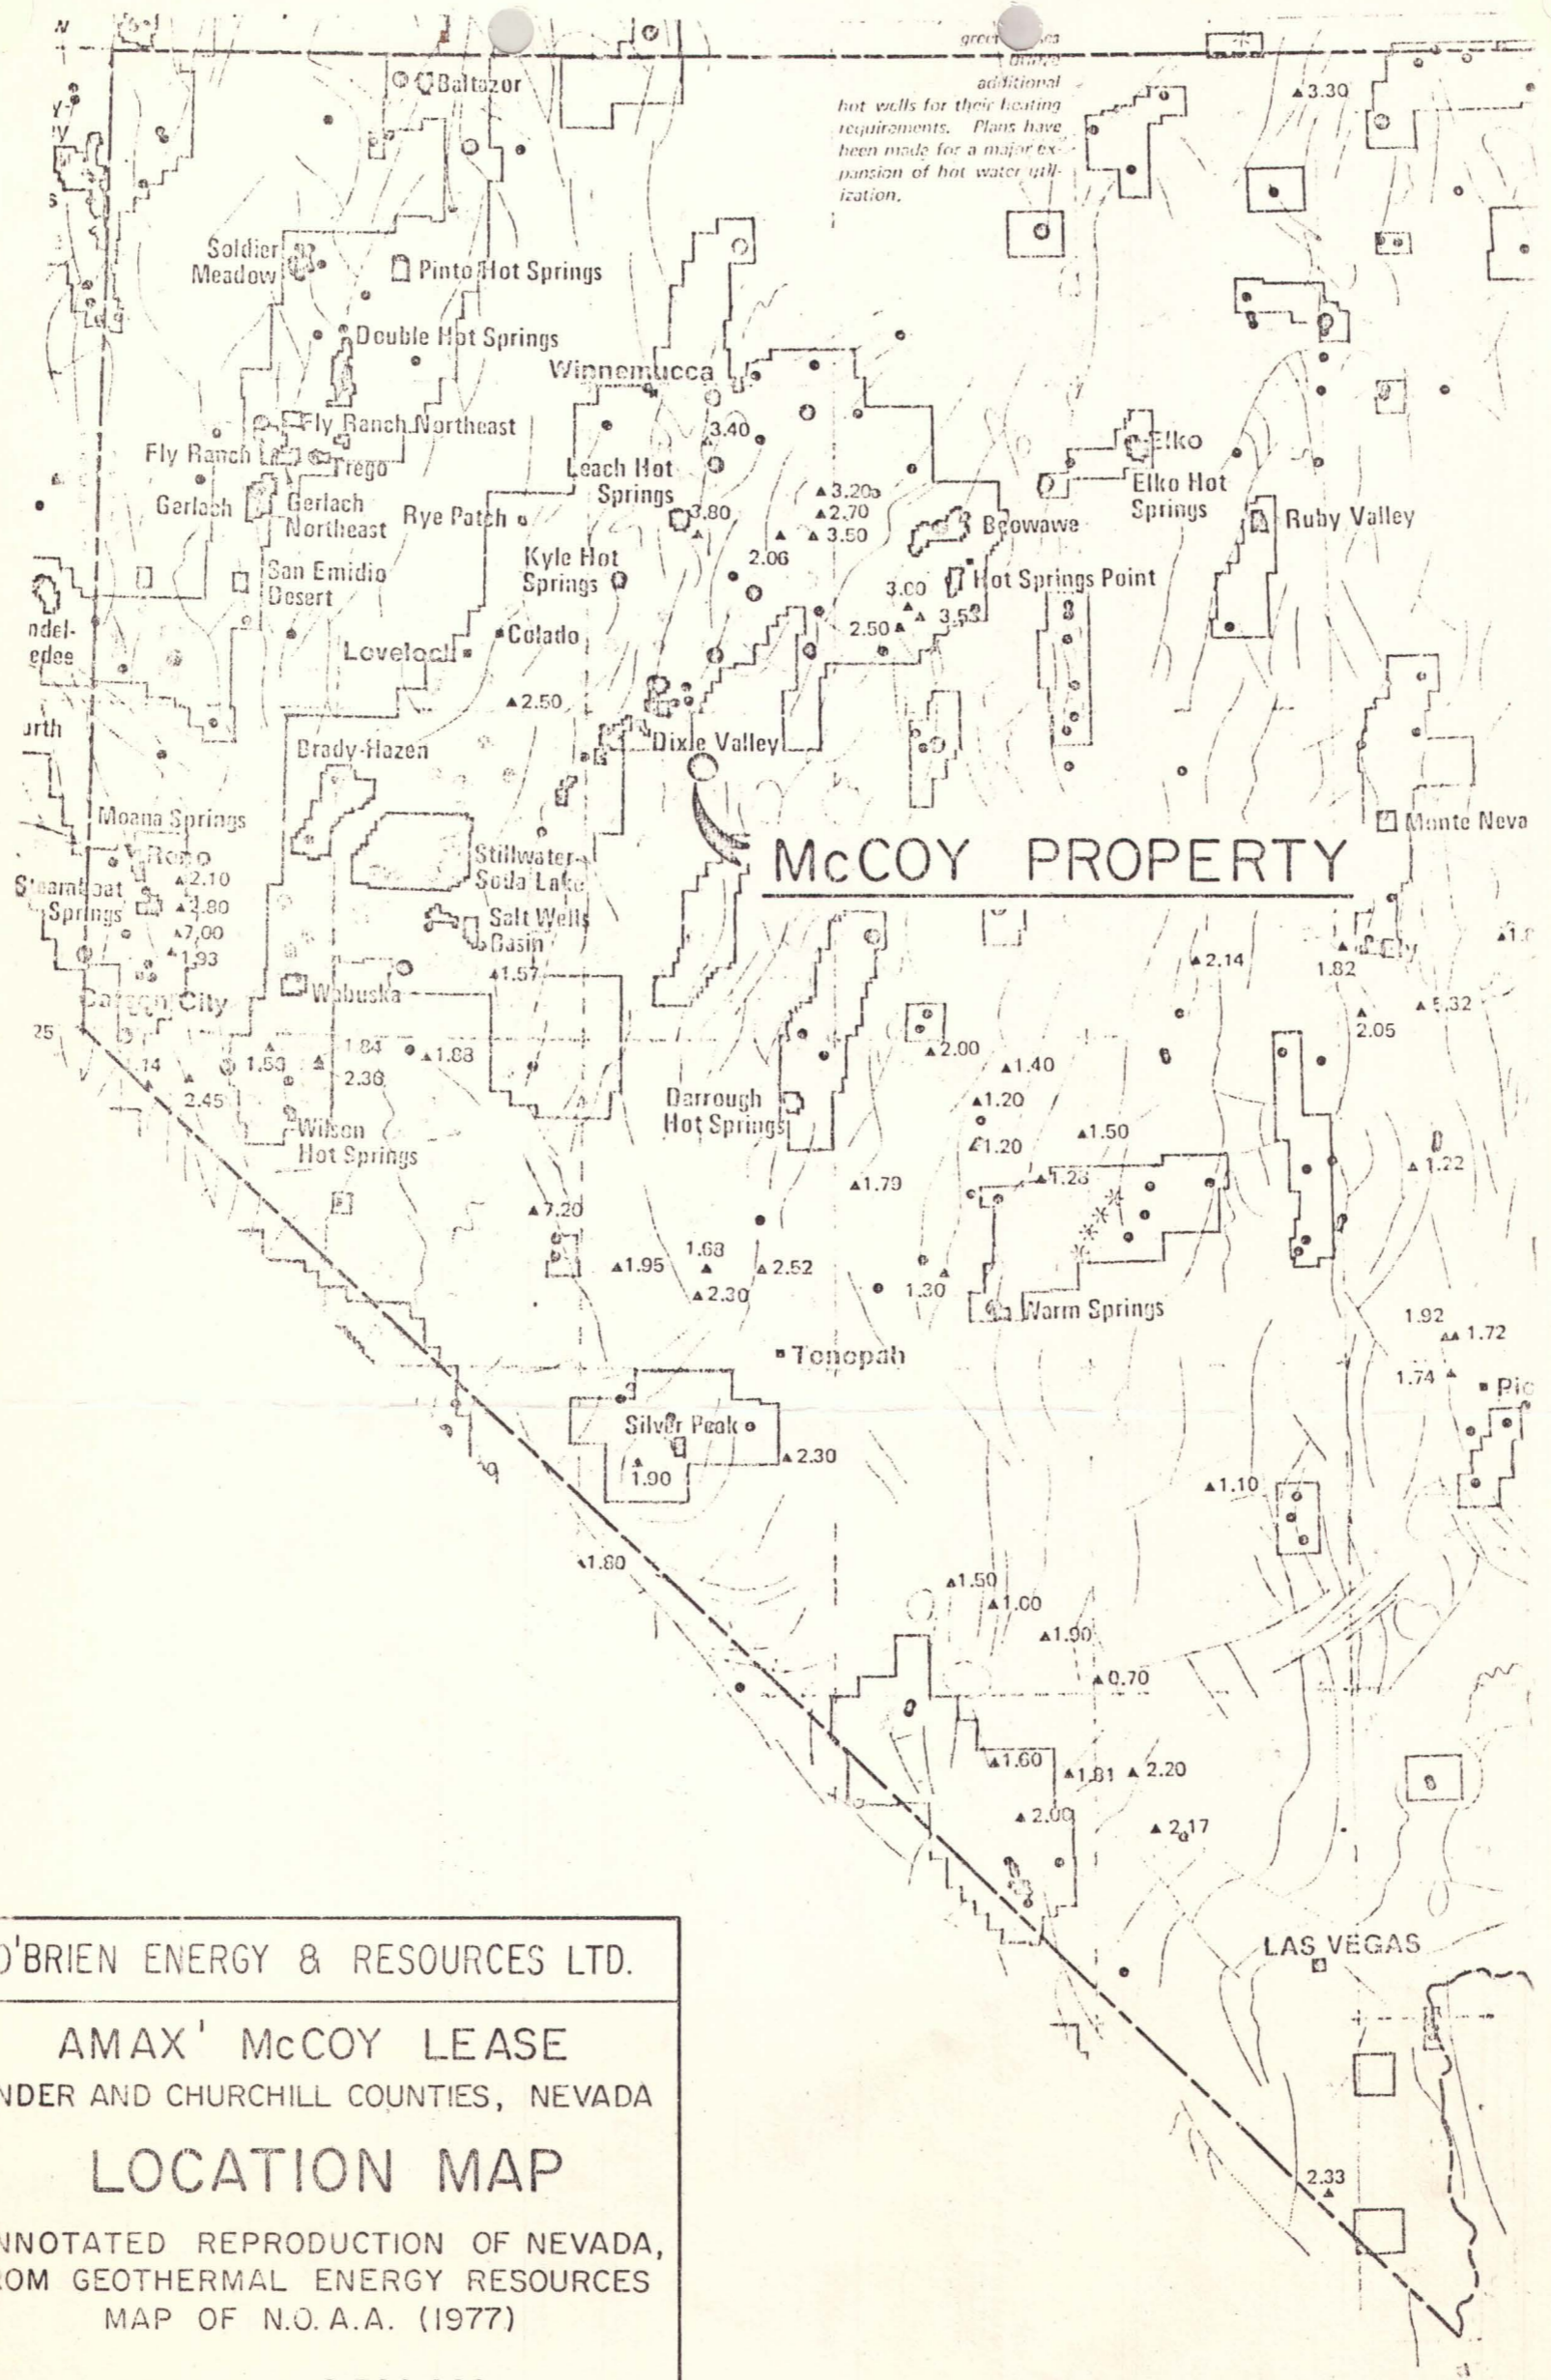 additional
hot wells for their heating
requirements. Plans have
been made for a major ex-
pansion of hot water util-
ization.
Baltazor
▲3.30
Soldier
Meadow
Pinto Hot Springs
Double Hot Springs
Winnemucca
Fly Ranch Northeast
3.40
Fly Ranch
Trego
Elko
Leach Hot
Springs
Elko Hot
Springs
▲3.20
Gerlach
Gerlach
Northeast
Rye Patch
3.80
▲2.70
▲3.50
Beowawe
Ruby Valley
2.06
Kyle Hot
Springs
San Emidio
Desert
3.00
Hot Springs Point
2.50▲
3.53
ndel-
Colado
Lovelock
▲2.50
Brady-Hazen
Dixie Valley
Moana Springs
Monte Neva
McCOY PROPERTY
Reno
▲2.10
Steamboat
Springs
▲2.80
▲7.00
▲1.93
Stillwater-
Soda Lake
Salt Wells
Basin
▲1.57
▲2.14
1.82
Ely
Carson City
Wabuska
2.05
25
1.84
▲1.88
2.36
2.45
▲2.00
▲1.40
Darrough
Hot Springs
▲1.20
▲1.20
▲1.50
Wilson
Hot Springs
▲1.79
▲1.22
▲7.20
▲1.95
1.68
▲2.52
▲2.30
1.30
Warm Springs
1.92
▲▲1.72
1.74▲
Tonopah
Silver Peak
▲2.30
1.90
▲1.10
1.80
▲1.50
▲1.00
▲1.90
▲0.70
▲1.60
▲1.81
▲2.20
▲2.00
▲2.17
LAS VEGAS
2.33
O'BRIEN ENERGY & RESOURCES LTD.
AMAX' McCOY LEASE
NDER AND CHURCHILL COUNTIES, NEVADA
LOCATION MAP
NNOTATED REPRODUCTION OF NEVADA,
OM GEOTHERMAL ENERGY RESOURCES
MAP OF N.O.A.A. (1977)